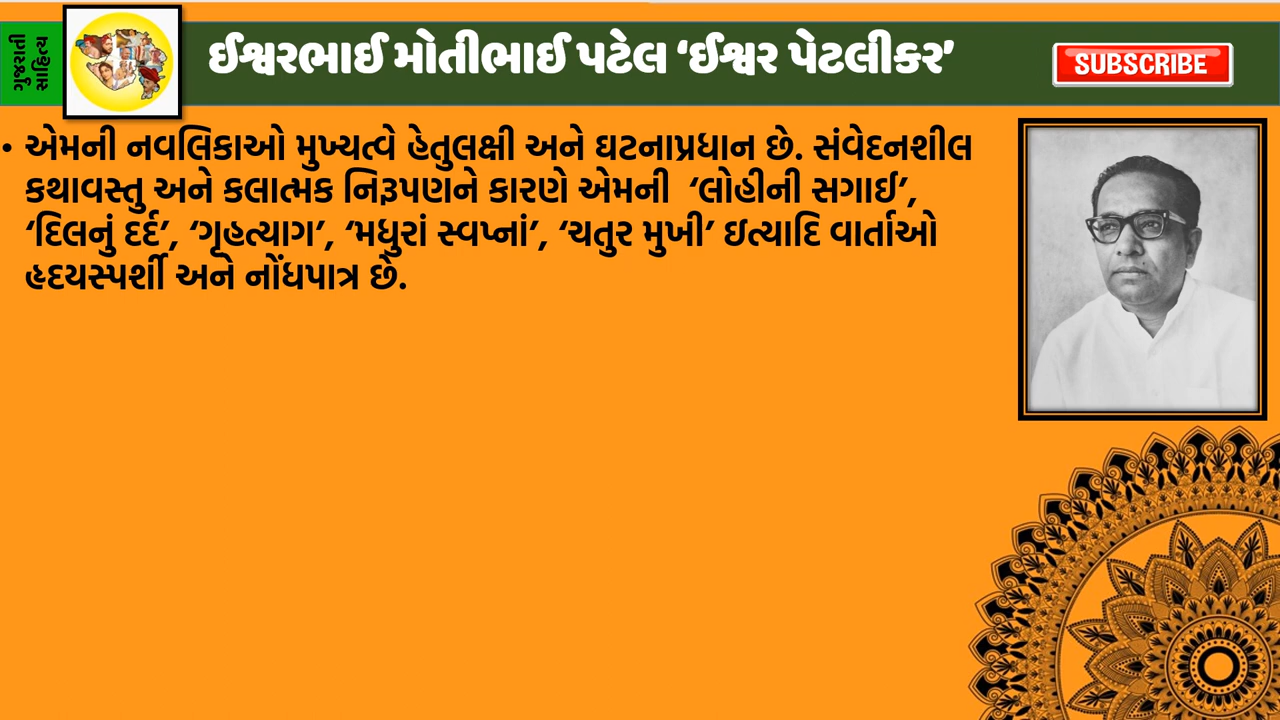 ગુજરાતી
સાહિત્ય
ઈશ્વરભાઈ મોતીભાઈ પટેલ ‘ઈશ્વર પેટલીકર’
SUBSCRIBE
• એમની નવલિકાઓ મુખ્યત્વે હેતુલક્ષી અને ઘટનાપ્રધાન છે. સંવેદનશીલ
કથાવસ્તુ અને કલાત્મક નિરૂપણને કારણે એમની ‘લોહીની સગાઈ’,
‘દિલનું દર્દ’, ‘ગૃહત્યાગ’, ‘મધુરાં સ્વપ્નાં’, ‘ચતુર મુખી’ ઇત્યાદિ વાર્તાઓ
હૃદયસ્પર્શી અને નોંધપાત્ર છે.